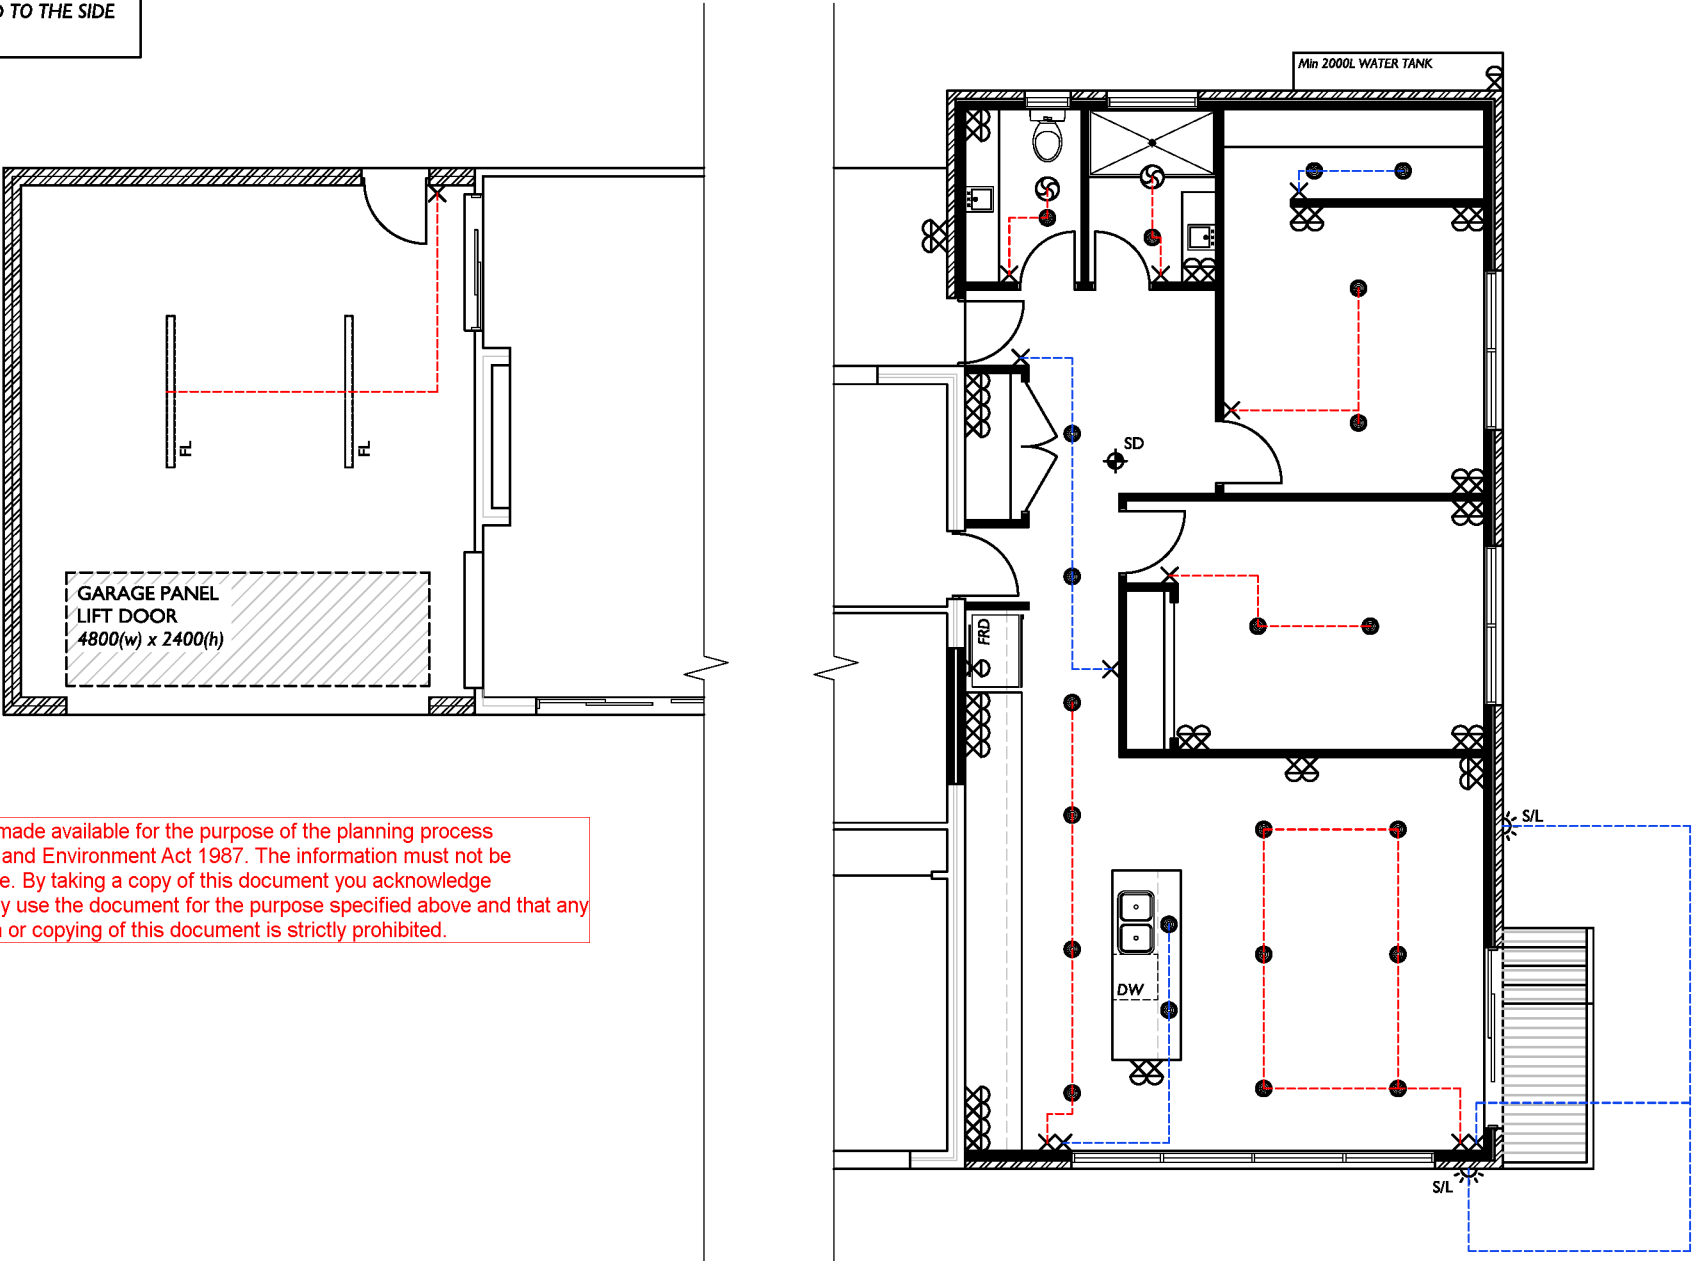 TO THE SIDE
Min 2000L WATER TANK
SD
FL
FL
GARAGE PANEL
LIFT DOOR
4800(w) x 2400(h)
FRD
made available for the purpose of the planning process
and Environment Act 1987. The information must not be
e. By taking a copy of this document you acknowledge
y use the document for the purpose specified above and that any
or copying of this document is strictly prohibited.
S/L
DW
S/L